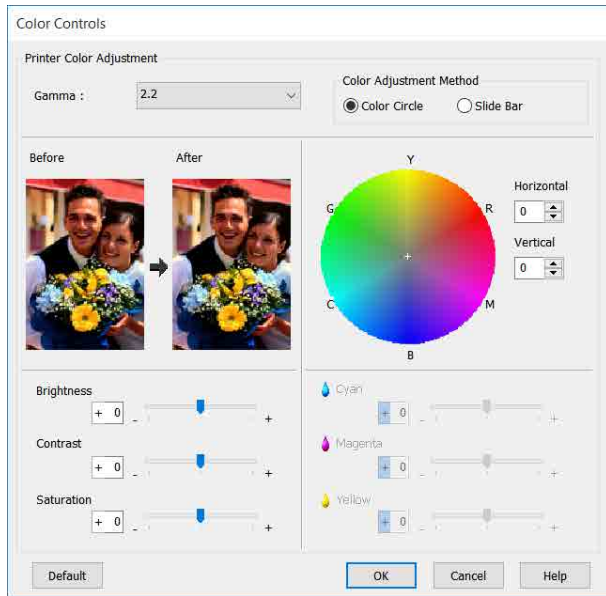 Color Controls
Printer Color Adjustment
Gamma :
2.2
Color Adjustment Method
Color Circle
Slide Bar
Before
After
Y
G
R
C
M
B
Horizontal
0
Vertical
0
Brightness
+ 0
- +
Contrast
+ 0
- +
Saturation
+ 0
- +
Cyan
+ 0
- +
Magenta
+ 0
- +
Yellow
+ 0
- +
Default
OK
Cancel
Help